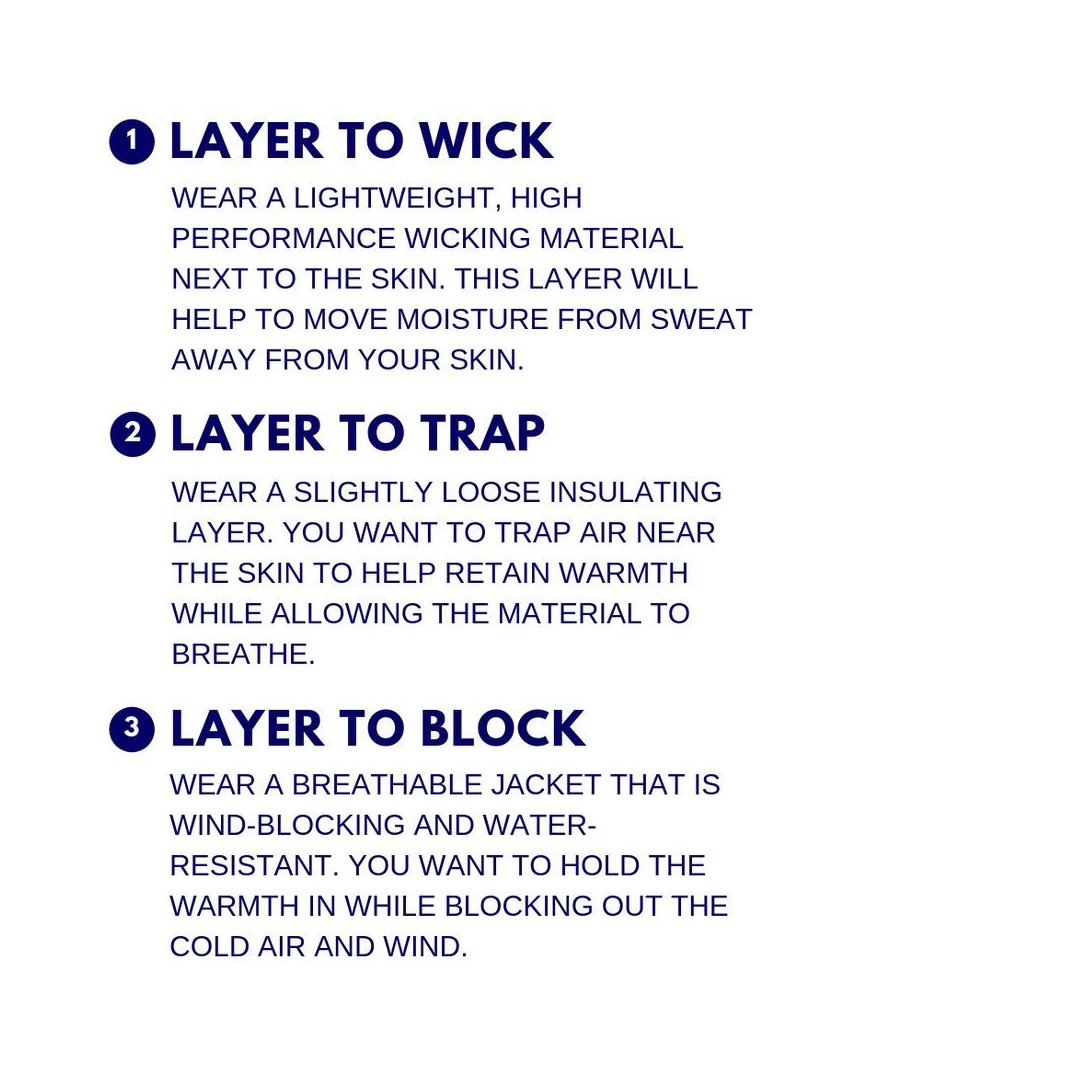 1 LAYER TO WICK
WEAR A LIGHTWEIGHT, HIGH
PERFORMANCE WICKING MATERIAL
NEXT TO THE SKIN. THIS LAYER WILL
HELP TO MOVE MOISTURE FROM SWEAT
AWAY FROM YOUR SKIN.
2 LAYER TO TRAP
WEAR A SLIGHTLY LOOSE INSULATING
LAYER. YOU WANT TO TRAP AIR NEAR
THE SKIN TO HELP RETAIN WARMTH
WHILE ALLOWING THE MATERIAL TO
BREATHE.
3 LAYER TO BLOCK
WEAR A BREATHABLE JACKET THAT IS
WIND-BLOCKING AND WATER-
RESISTANT. YOU WANT TO HOLD THE
WARMTH IN WHILE BLOCKING OUT THE
COLD AIR AND WIND.